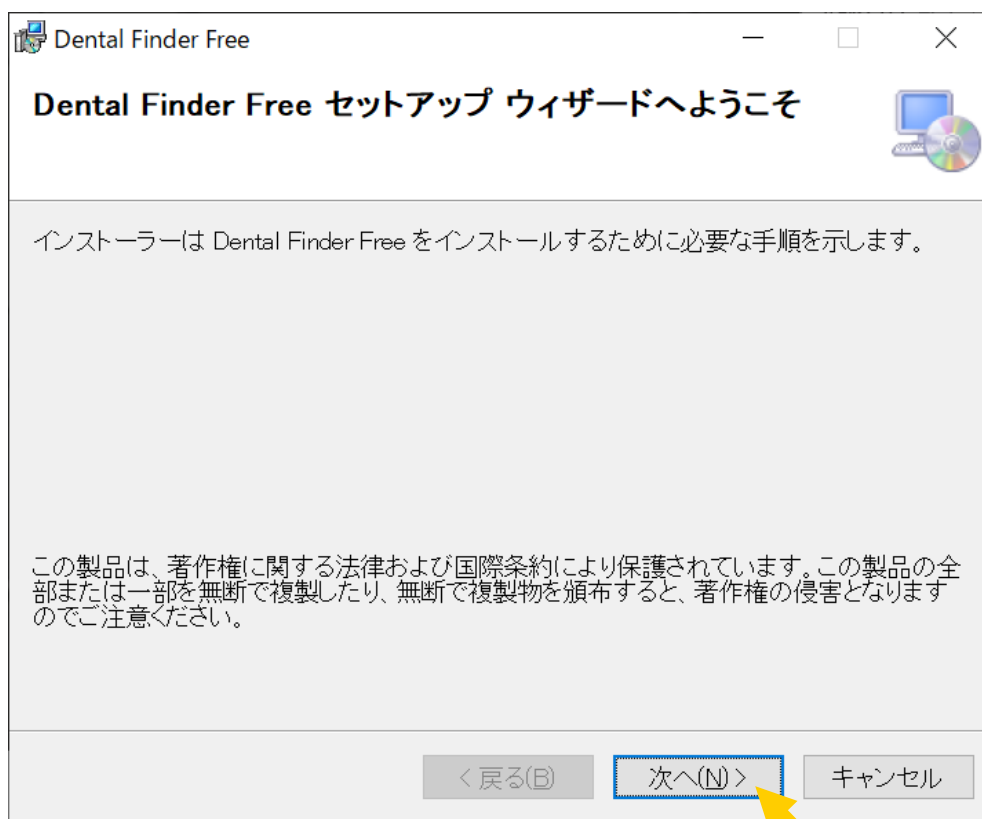 Dental Finder Free
Dental Finder Free セットアップ ウィザードへようこそ
インストーラーは Dental Finder Free をインストールするために必要な手順を示します。
この製品は、著作権に関する法律および国際条約により保護されています。この製品の全
部または一部を無断で複製したり、無断で複製物を頒布すると、著作権の侵害となります
のでご注意ください。
< 戻る(B) 次へ(N) > キャンセル